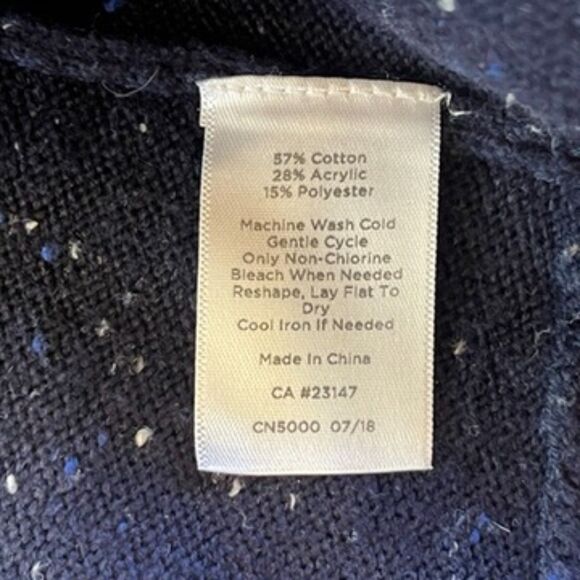 57% Cotton
28% Acrylic
15% Polyester
Machine Wash Cold
Gentle Cycle
Only Non-Chlorine
Bleach When Needed
Reshape, Lay Flat To
Dry
Cool Iron If Needed
Made In China
CA #23147
CN5000 07/18